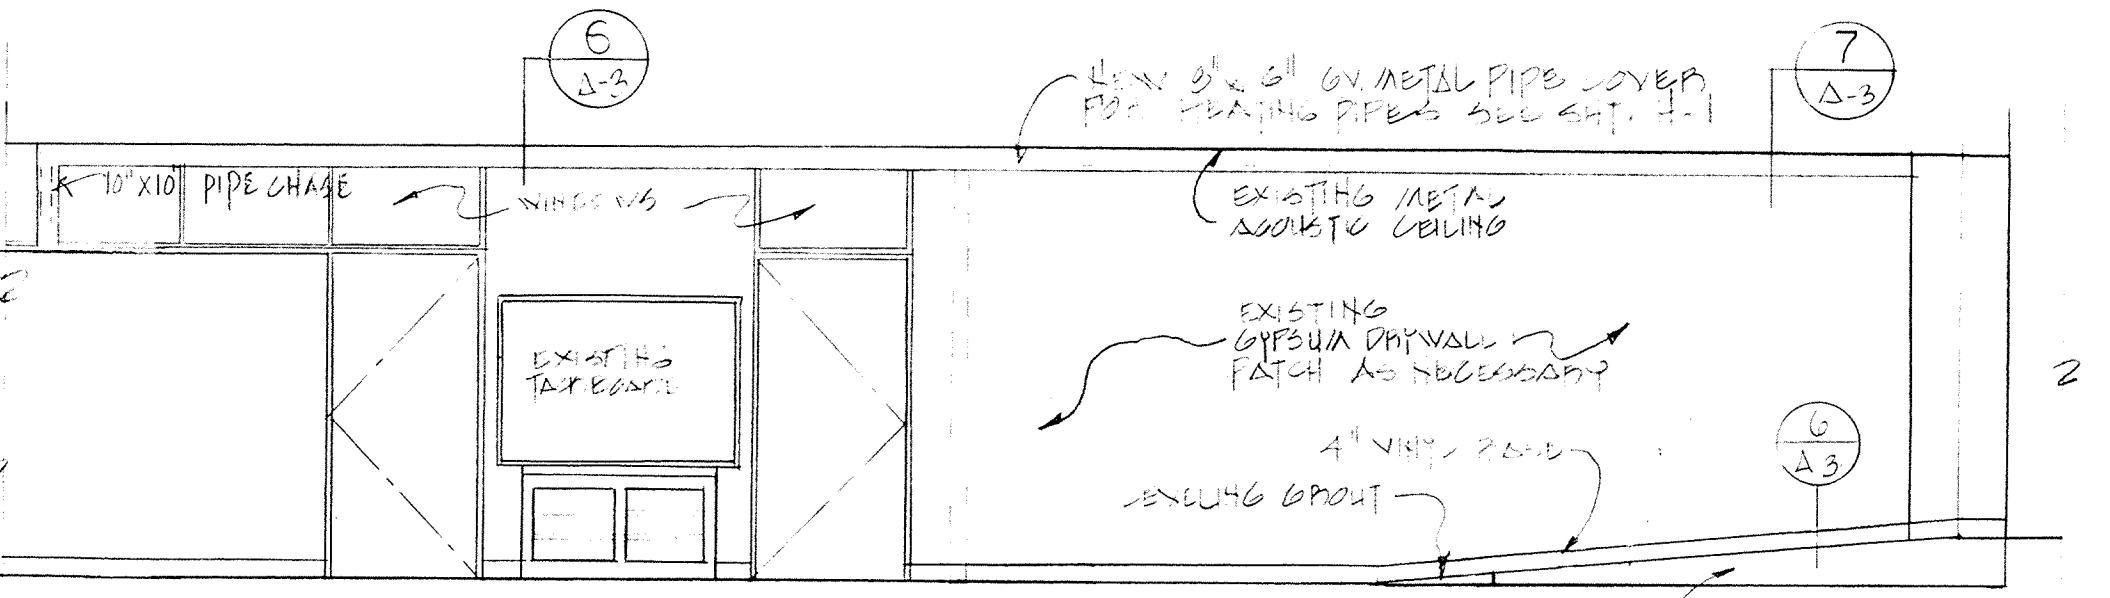 6
A-3
7
A-3
NEW 8" x 6" GV. METAL PIPE COVER
FOR HEATING PIPES SEE SHT. H-1
10"X10" PIPE CHASE
WINDOWS
EXISTING METAL
ACOUSTIC CEILING
2
EXISTING
GYPSUM DRYWALL
PATCH AS NECESSARY
EXISTING
TACKBOARD
2
4" VINYL BASE
6
A 3
GROUT